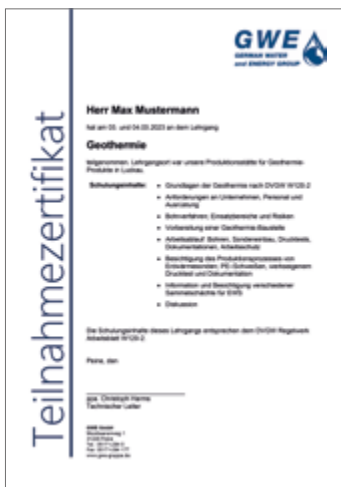 GWE
GERMAN WATER
and ENERGY GROUP
Teilnahmezertifikat
Herr Max Mustermann
hat am 03. und 04.05.2023 an dem Lehrgang
Geothermie
teilgenommen. Lehrgangsort war unsere Produktionsstätte für Geothermie-
Produkte in Luckau.
Schulungsinhalte:
• Grundlagen der Geothermie nach DVGW W120-2
• Anforderungen an Unternehmen, Personal und
Ausrüstung
• Bohrverfahren, Einsatzbereiche und Risiken
• Vorbereitung einer Geothermie-Baustelle
• Arbeitsablauf: Bohren, Sondeneinbau, Drucktests,
Dokumentationen, Arbeitsschutz
• Besichtigung des Produktionsprozesses von
Erdwärmesonden, PE-Schweißen, werkseigenem
Drucktest und Dokumentation
• Information und Besichtigung verschiedener
Sammelschächte für EWS
• Diskussion
Die Schulungsinhalte dieses Lehrgangs entsprechen dem DVGW Regelwerk
Arbeitsblatt W120-2.
Peine, den
ppa. Christoph Harms
Technischer Leiter
GWE GmbH